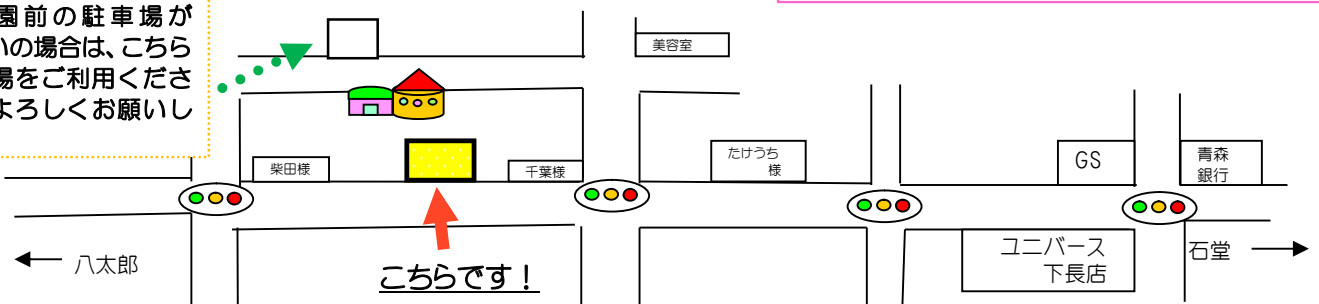 園前の駐車場が
いの場合は、こちら
場をご利用くださ
よろしくお願いし
美容室
柴田様
千葉様
たけうち
様
GS
青森
銀行
八太郎
こちらです！
ユニバース
下長店
石堂